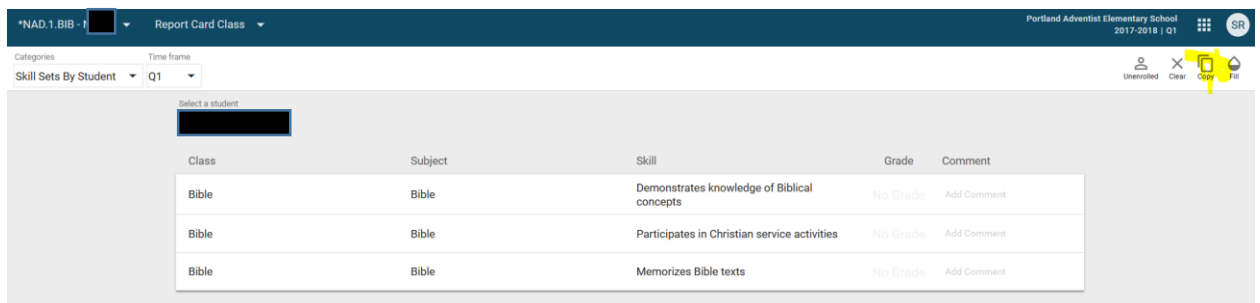 *NAD.1.BIB - Report Card Class Portland Adventist Elementary School
2017-2018 | Q1 SR
Categories Time frame
Skill Sets By Student Q1 Unenrolled Clear Copy Fill
Select a student
Class Subject Skill Grade Comment
Bible Bible Demonstrates knowledge of Biblical
concepts No Grade Add Comment
Bible Bible Participates in Christian service activities No Grade Add Comment
Bible Bible Memorizes Bible texts No Grade Add Comment